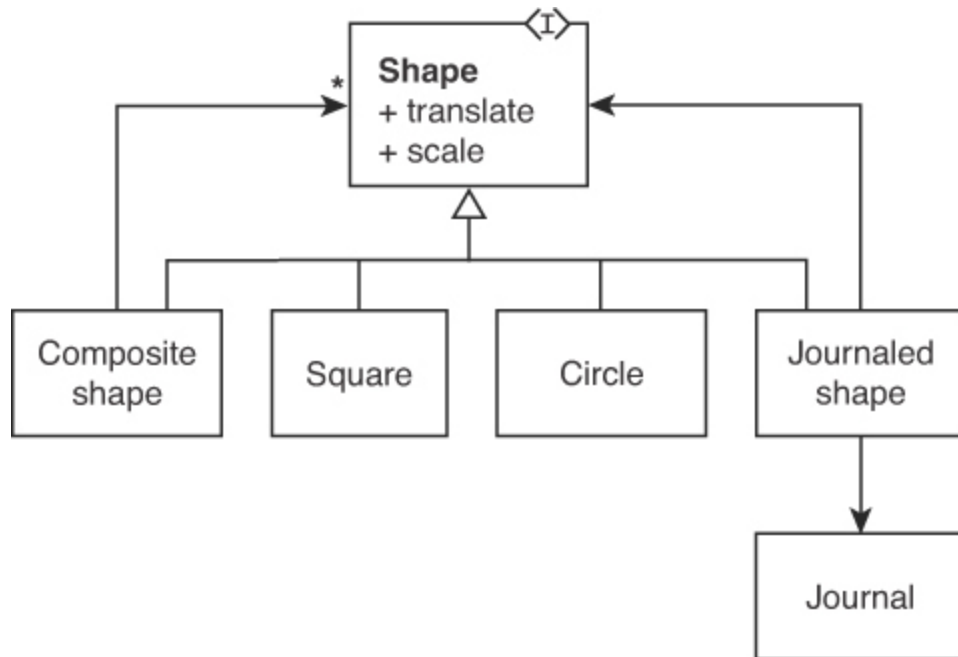 <I>
Shape
*
+ translate
+ scale
Composite
shape
Square
Circle
Journaled
shape
Journal